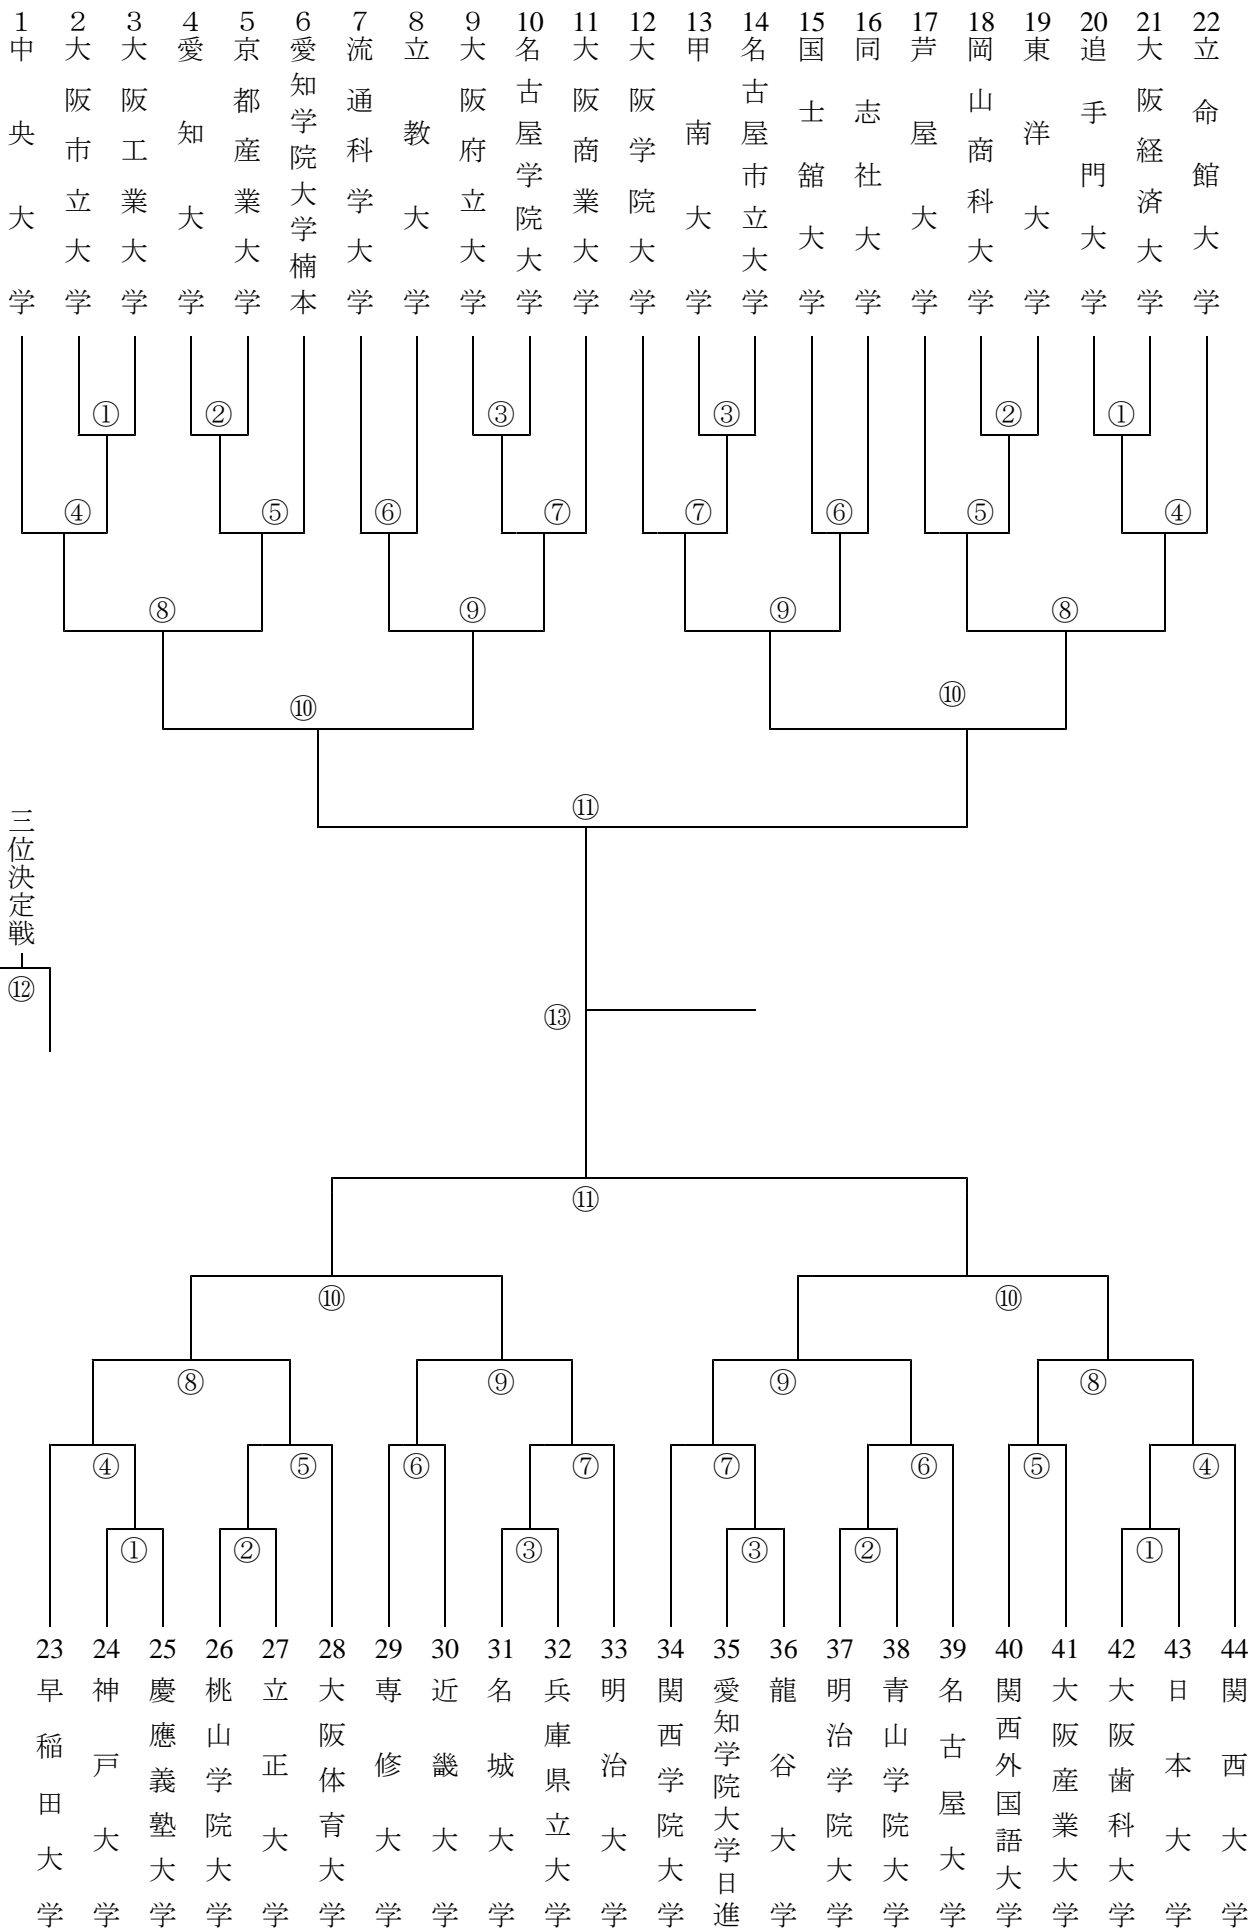 1 2 3 4 5 6 7 8 9 10 11 12 13 14 15 16 17 18 19 20 21 22
中央大学
大阪市立大学
大阪工業大学
愛知大学
京都産業大学
愛知学院大学楠本
流通科学大学
立教大学
大阪府立大学
名古屋学院大学
大阪商業大学
大阪学院大学
甲南大学
名古屋市立大学
国士舘大学
同志社大学
芦屋大学
岡山商科大学
東洋大学
追手門大学
大阪経済大学
立命館大学
① ② ③ ③ ② ①
④ ⑤ ⑥ ⑦ ⑦ ⑥ ⑤ ④
⑧ ⑨ ⑨ ⑧
⑩ ⑩
⑪
三位決定戦
⑫
⑬
⑪
⑩ ⑩
⑧ ⑨ ⑨ ⑧
④ ⑤ ⑥ ⑦ ⑦ ⑥ ⑤ ④
① ② ③ ③ ② ①
23 24 25 26 27 28 29 30 31 32 33 34 35 36 37 38 39 40 41 42 43 44
早稲田大学
神戸大学
慶應義塾大学
桃山学院大学
立正大学
大阪体育大学
専修大学
近畿大学
名城大学
兵庫県立大学
明治大学
関西学院大学
愛知学院大学日進
龍谷大学
明治学院大学
青山学院大学
名古屋大学
関西外国語大学
大阪産業大学
大阪歯科大学
日本大学
関西大学